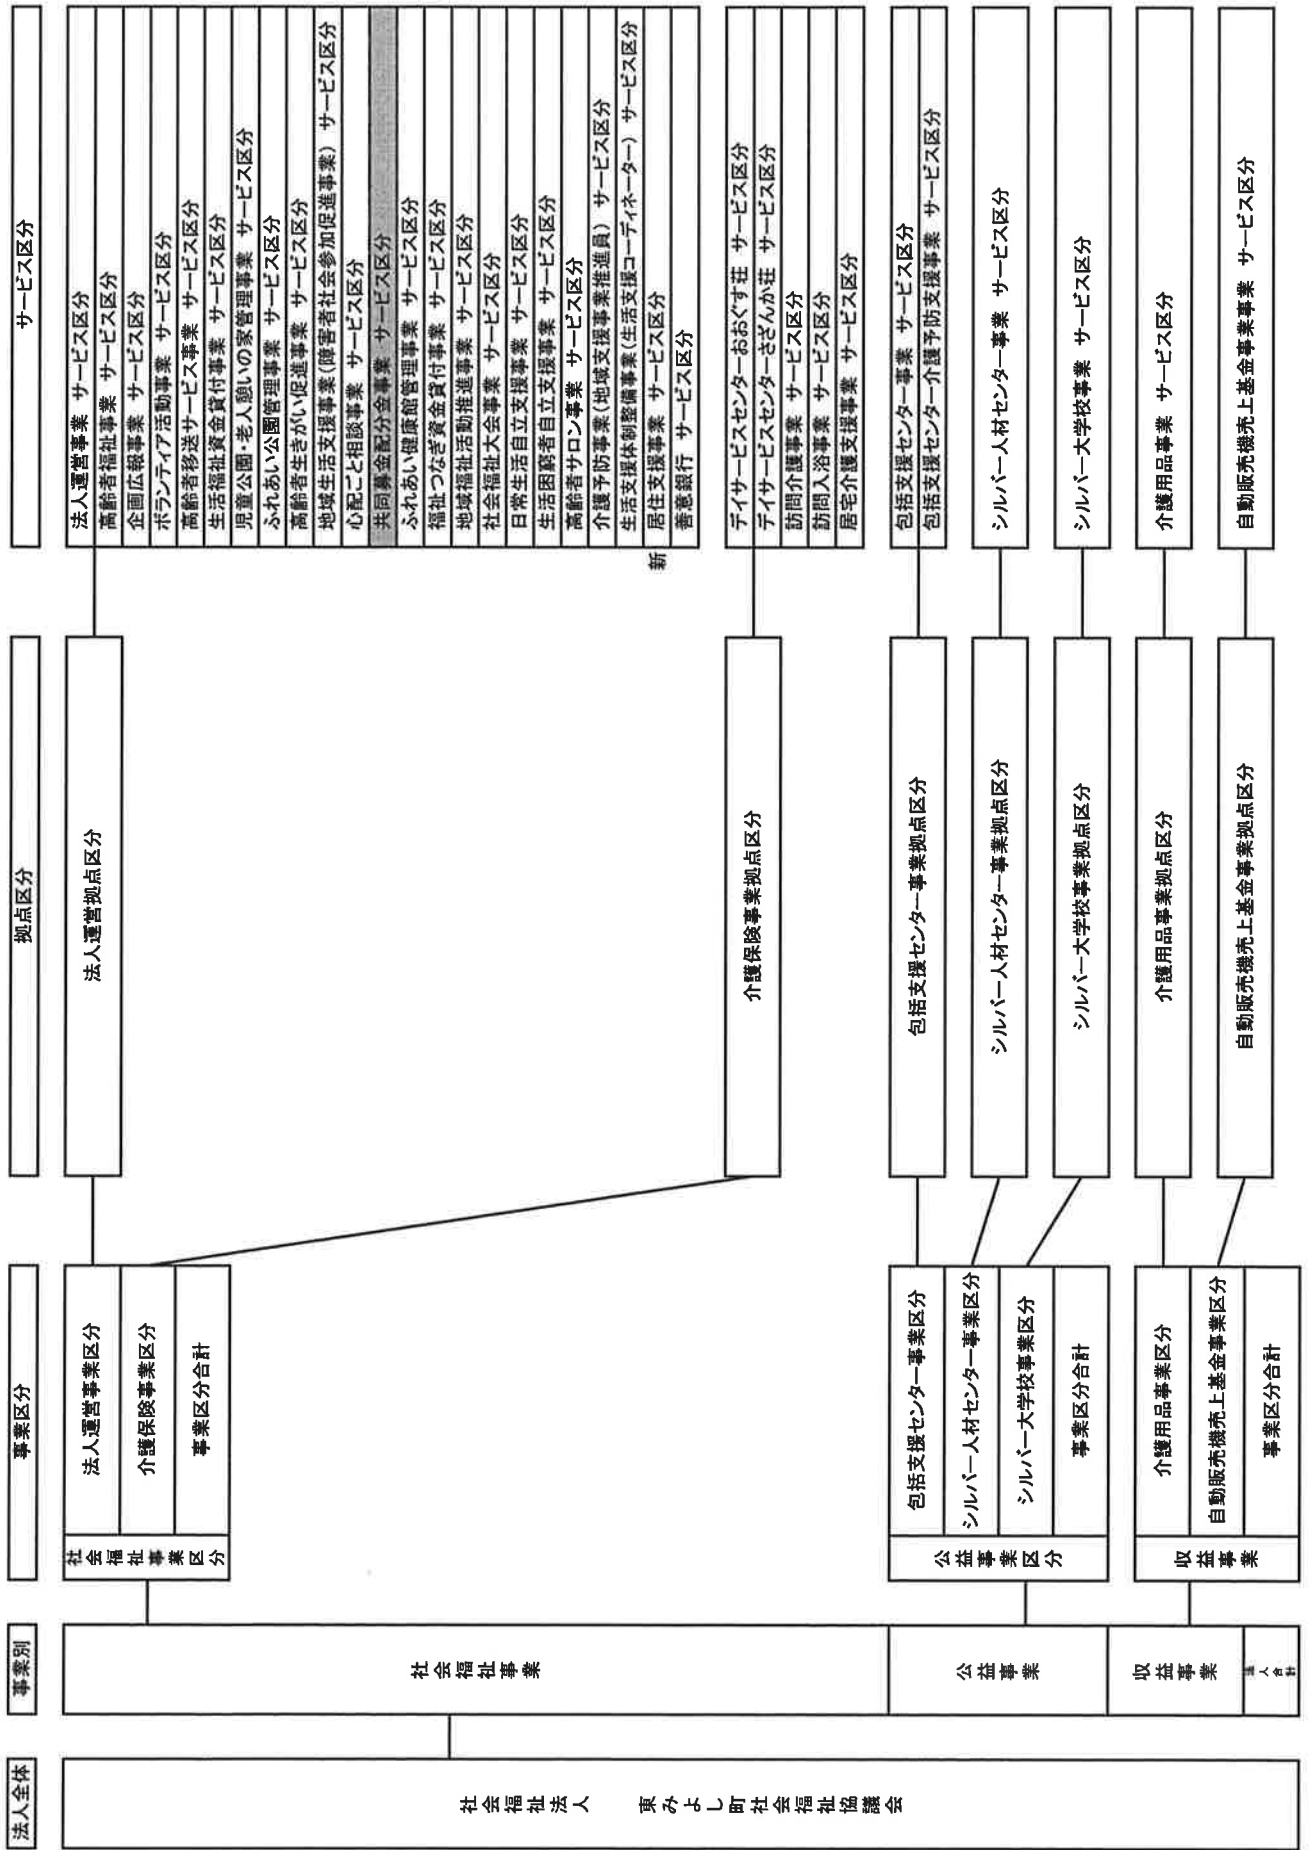 法人全体
事業別
事業区分
拠点区分
サービス区分
社会福祉法人　東みよし町社会福祉協議会
社会福祉事業
公益事業
収益事業
法人合計
社会福祉事業区分
法人運営事業区分
介護保険事業区分
事業区分合計
公益事業区分
包括支援センター事業区分
シルバー人材センター事業区分
シルバー大学校事業区分
事業区分合計
収益事業
介護用品事業区分
自動販売機売上基金事業区分
事業区分合計
法人運営拠点区分
介護保険事業拠点区分
包括支援センター事業拠点区分
シルバー人材センター事業拠点区分
シルバー大学校事業拠点区分
介護用品事業拠点区分
自動販売機売上基金事業拠点区分
法人運営事業　サービス区分
高齢者福祉事業　サービス区分
企画広報事業　サービス区分
ボランティア活動事業　サービス区分
高齢者移送サービス事業　サービス区分
生活福祉資金貸付事業　サービス区分
児童公園・老人憩いの家管理事業　サービス区分
ふれあい公園管理事業　サービス区分
高齢者生きがい促進事業　サービス区分
地域生活支援事業(障害者社会参加促進事業)　サービス区分
心配ごと相談事業　サービス区分
共同募金配分金事業　サービス区分
ふれあい健康館管理事業　サービス区分
福祉つなぎ資金貸付事業　サービス区分
地域福祉活動推進事業　サービス区分
社会福祉大会事業　サービス区分
日常生活自立支援事業　サービス区分
生活困窮者自立支援事業　サービス区分
高齢者サロン事業　サービス区分
介護予防事業(地域支援事業推進員)　サービス区分
生活支援体制整備事業(生活支援コーディネーター)　サービス区分
新　居住支援事業　サービス区分
善意銀行　サービス区分
デイサービスセンターおおくす荘　サービス区分
デイサービスセンターさざんか荘　サービス区分
訪問介護事業　サービス区分
訪問入浴事業　サービス区分
居宅介護支援事業　サービス区分
包括支援センター事業　サービス区分
包括支援センター介護予防支援事業　サービス区分
シルバー人材センター事業　サービス区分
シルバー大学校事業　サービス区分
介護用品事業　サービス区分
自動販売機売上基金事業事業　サービス区分